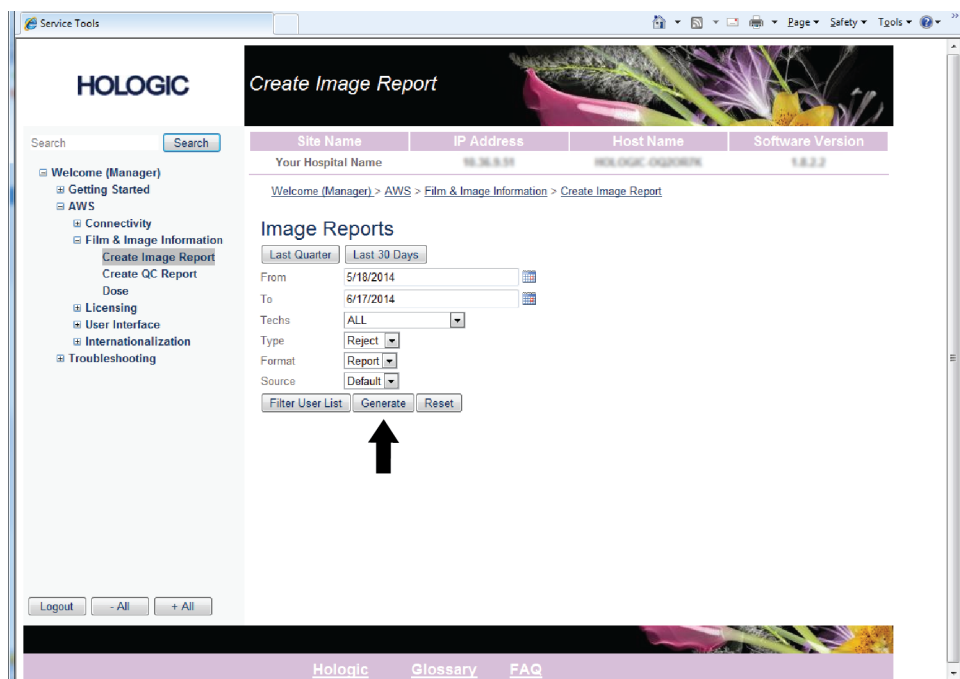 Service Tools
Page Safety Tools
HOLOGIC
Create Image Report
Search Search
Site Name IP Address Host Name Software Version
Your Hospital Name
Welcome (Manager) > AWS > Film & Image Information > Create Image Report
Welcome (Manager)
Getting Started
AWS
Connectivity
Film & Image Information
Create Image Report
Create QC Report
Dose
Licensing
User Interface
Internationalization
Troubleshooting
Image Reports
Last Quarter Last 30 Days
From 5/18/2014
To 6/17/2014
Techs ALL
Type Reject
Format Report
Source Default
Filter User List Generate Reset
Logout - All + All
Hologic Glossary FAQ